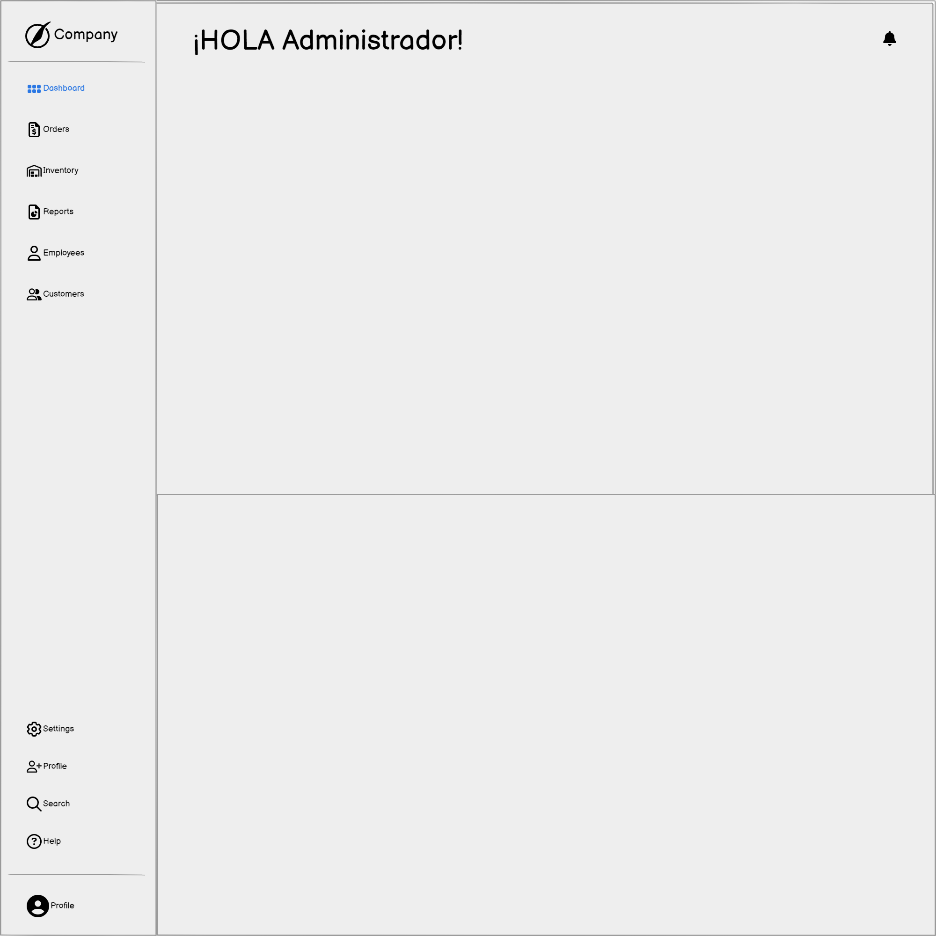 Company
¡HOLA Administrador!
Dashboard
Orders
Inventory
Reports
Employees
Customers
Settings
Profile
Search
Help
Profile